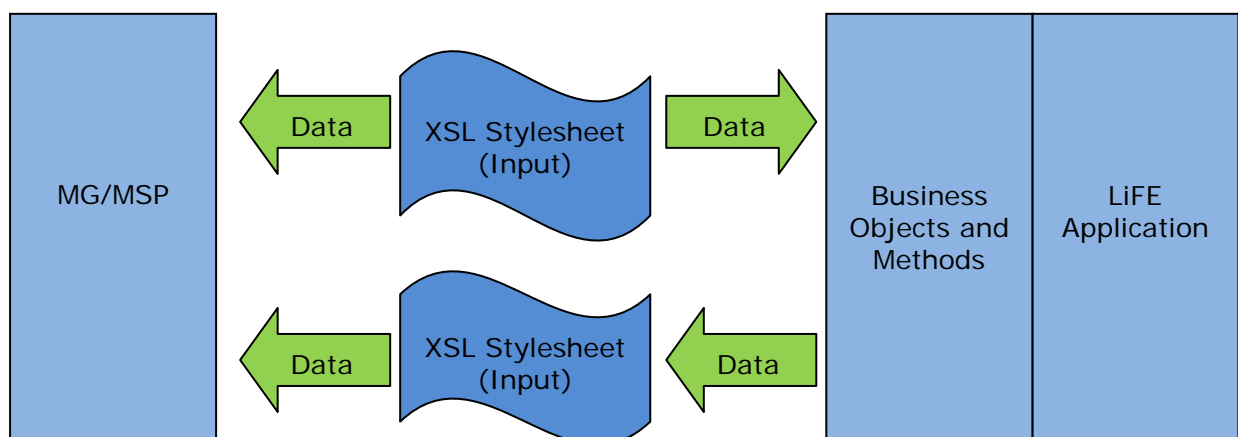 MG/MSP
Data
XSL Stylesheet
(Input)
Data
Business
Objects and
Methods
LiFE
Application
Data
XSL Stylesheet
(Input)
Data